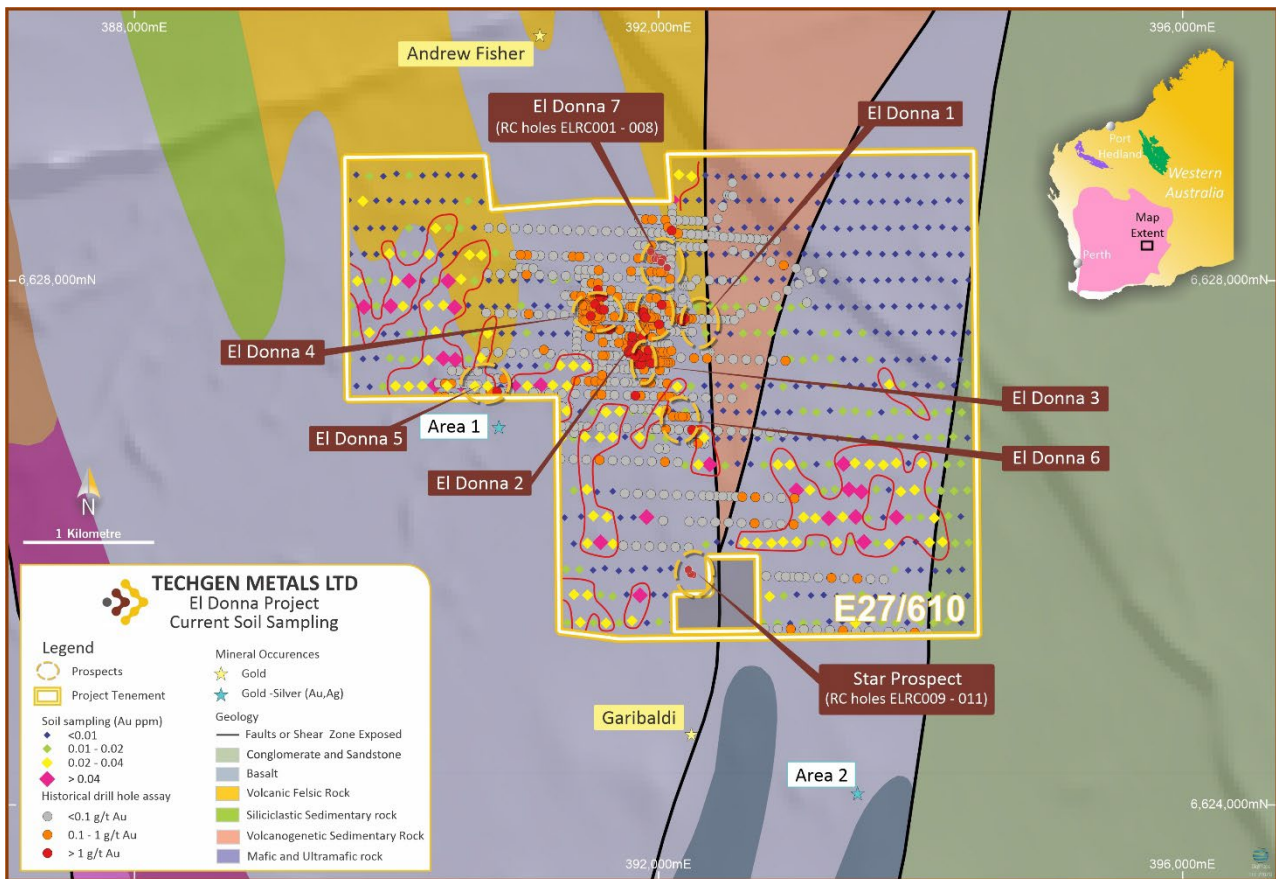 388,000mE
392,000mE
396,000mE
Andrew Fisher
El Donna 7
(RC holes ELRC001 - 008)
El Donna 1
Port
Hedland
Western
Australia
Map
Extent
Perth
6,628,000mN
6,628,000mN
El Donna 4
El Donna 3
Area 1
El Donna 5
El Donna 6
El Donna 2
N
1 Kilometre
E27/610
Star Prospect
(RC holes ELRC009 - 011)
Garibaldi
Area 2
6,624,000mN
392,000mE
396,000mE
TECHGEN METALS LTD
El Donna Project
Current Soil Sampling
Legend
Prospects
Project Tenement
Soil sampling (Au ppm)
<0.01
0.01 - 0.02
0.02 - 0.04
> 0.04
Historical drill hole assay
<0.1 g/t Au
0.1 - 1 g/t Au
> 1 g/t Au
Mineral Occurences
Gold
Gold -Silver (Au,Ag)
Geology
Faults or Shear Zone Exposed
Conglomerate and Sandstone
Basalt
Volcanic Felsic Rock
Siliciclastic Sedimentary rock
Volcanogenetic Sedimentary Rock
Mafic and Ultramafic rock